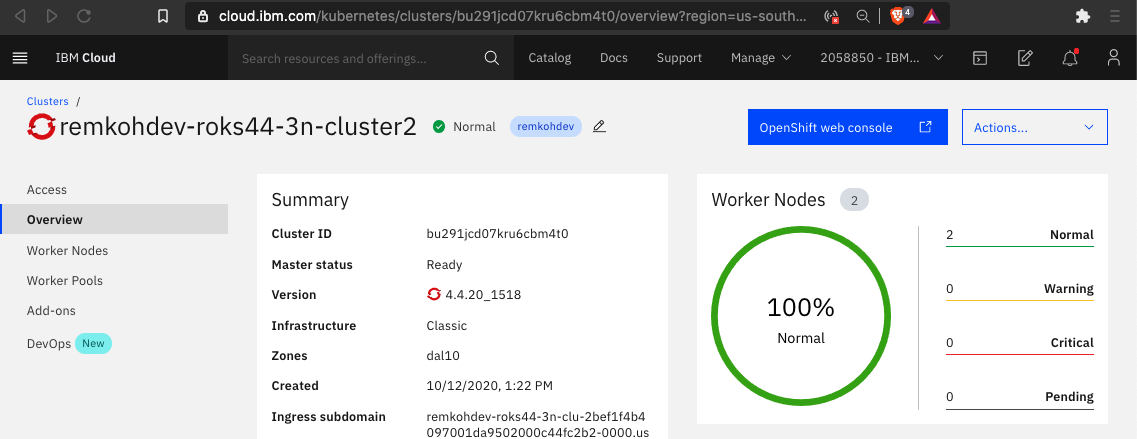 cloud.ibm.com/kubernetes/clusters/bu291jcd07kru6cbm4t0/overview?region=us-south...
4
IBM Cloud
Search resources and offerings...
Catalog Docs Support Manage 2058850 - IBM...
Clusters /
remkohdev-roks44-3n-cluster2 Normal remkohdev
OpenShift web console
Actions...
Access
Overview
Worker Nodes
Worker Pools
Add-ons
DevOps New
Summary
Cluster ID bu291jcd07kru6cbm4t0
Master status Ready
Version 4.4.20_1518
Infrastructure Classic
Zones dal10
Created 10/12/2020, 1:22 PM
Ingress subdomain remkohdev-roks44-3n-clu-2bef1f4b4
097001da9502000c44fc2b2-0000.us
Worker Nodes 2
100%
Normal
2 Normal
0 Warning
0 Critical
0 Pending